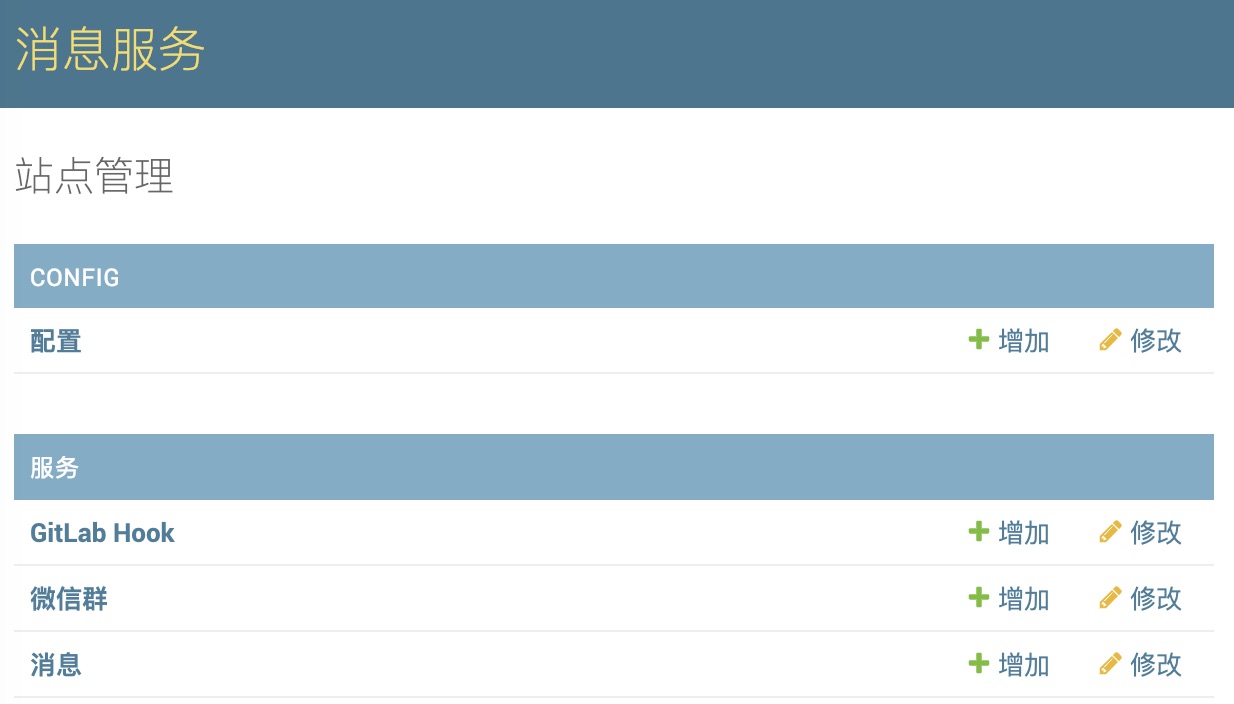 消息服务
站点管理
CONFIG
配置 增加 修改
服务
GitLab Hook 增加 修改
微信群 增加 修改
消息 增加 修改